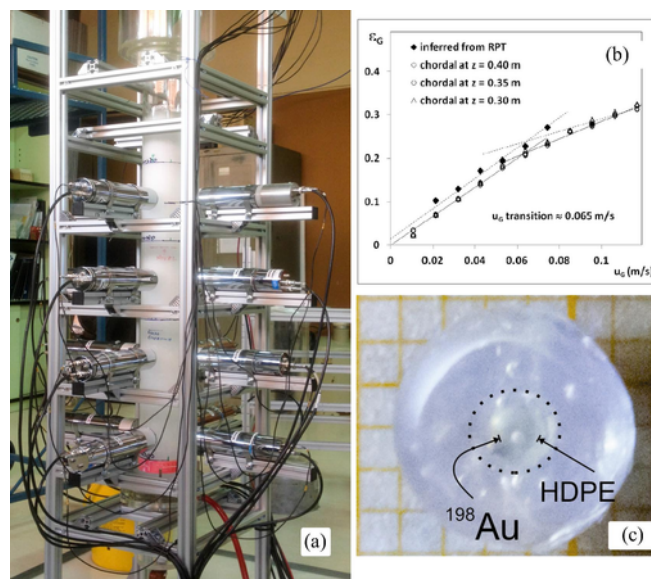 (a)
εG
(b)
0.4
0.3
0.2
0.1
0
◆ inferred from RPT
◇ chordal at z = 0.40 m
○ chordal at z = 0.35 m
△ chordal at z = 0.30 m
uG transition ≈ 0.065 m/s
0.02 0.04 0.06 0.08 0.1
uG (m/s)
198Au
HDPE
(c)